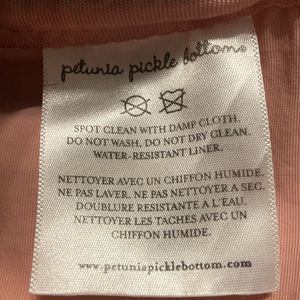 petunia pickle bottom®
SPOT CLEAN WITH DAMP CLOTH.
DO NOT WASH. DO NOT DRY CLEAN.
WATER-RESISTANT LINER.
NETTOYER AVEC UN CHIFFON HUMIDE.
NE PAS LAVER. NE PAS NETTOYER A SEC.
DOUBLURE RESISTANTE A L'EAU.
NETTOYER LES TACHES AVEC UN
CHIFFON HUMIDE.
www.petuniapicklebottom.com